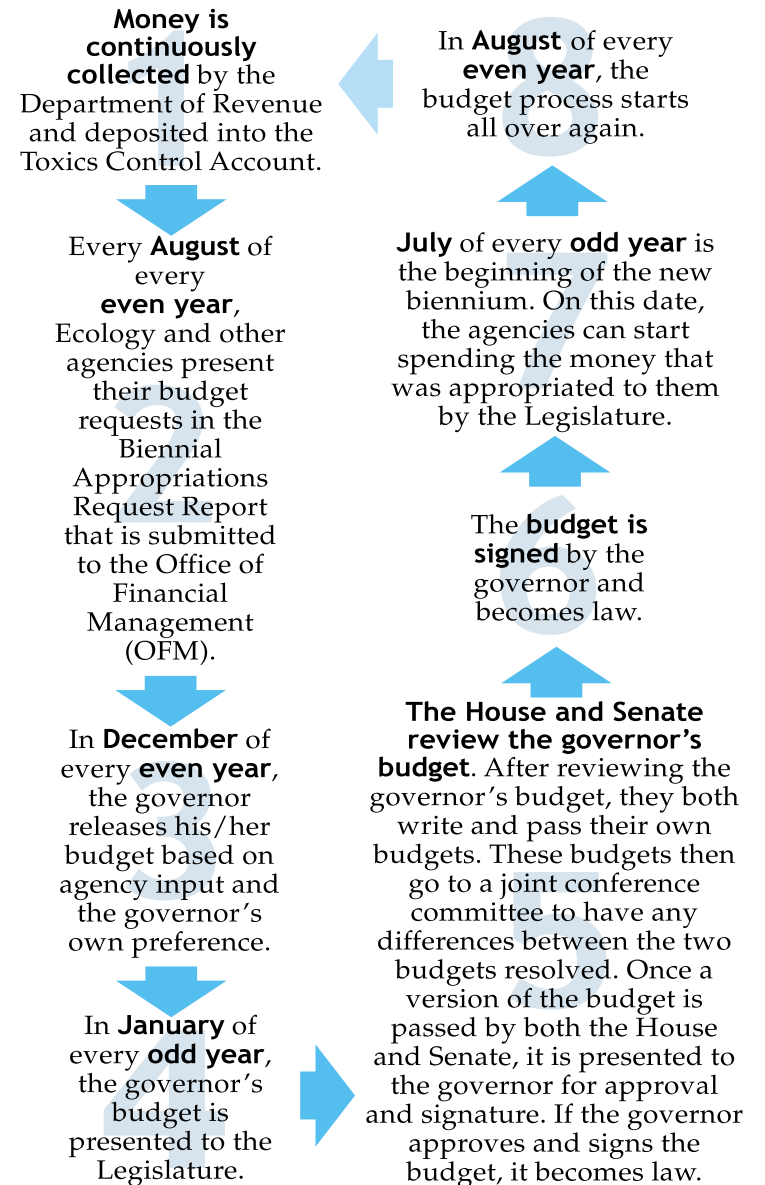 1
Money is
continuously
collected by the
Department of Revenue
and deposited into the
Toxics Control Account.
2
Every August of
every
even year,
Ecology and other
agencies present
their budget
requests in the
Biennial
Appropriations
Request Report
that is submitted
to the Office of
Financial
Management
(OFM).
3
In December of
every even year,
the governor
releases his/her
budget based on
agency input and
the governor's
own preference.
4
In January of
every odd year,
the governor's
budget is
presented to the
Legislature.
5
The House and Senate
review the governor's
budget. After reviewing the
governor's budget, they both
write and pass their own
budgets. These budgets then
go to a joint conference
committee to have any
differences between the two
budgets resolved. Once a
version of the budget is
passed by both the House
and Senate, it is presented to
the governor for approval
and signature. If the governor
approves and signs the
budget, it becomes law.
6
The budget is
signed by the
governor and
becomes law.
7
July of every odd year is
the beginning of the new
biennium. On this date,
the agencies can start
spending the money that
was appropriated to them
by the Legislature.
8
In August of every
even year, the
budget process starts
all over again.